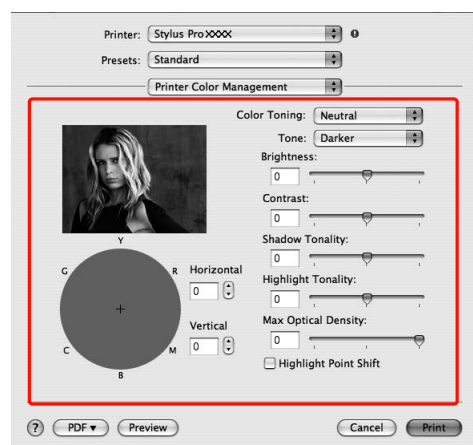 Printer: Stylus Pro XXXX
Presets: Standard
Printer Color Management
Color Toning: Neutral
Tone: Darker
Brightness:
0
Contrast:
0
Shadow Tonality:
0
Highlight Tonality:
0
Max Optical Density:
0
Highlight Point Shift
Y
G R
C M
B
Horizontal
0
Vertical
0
? PDF▼ Preview Cancel Print